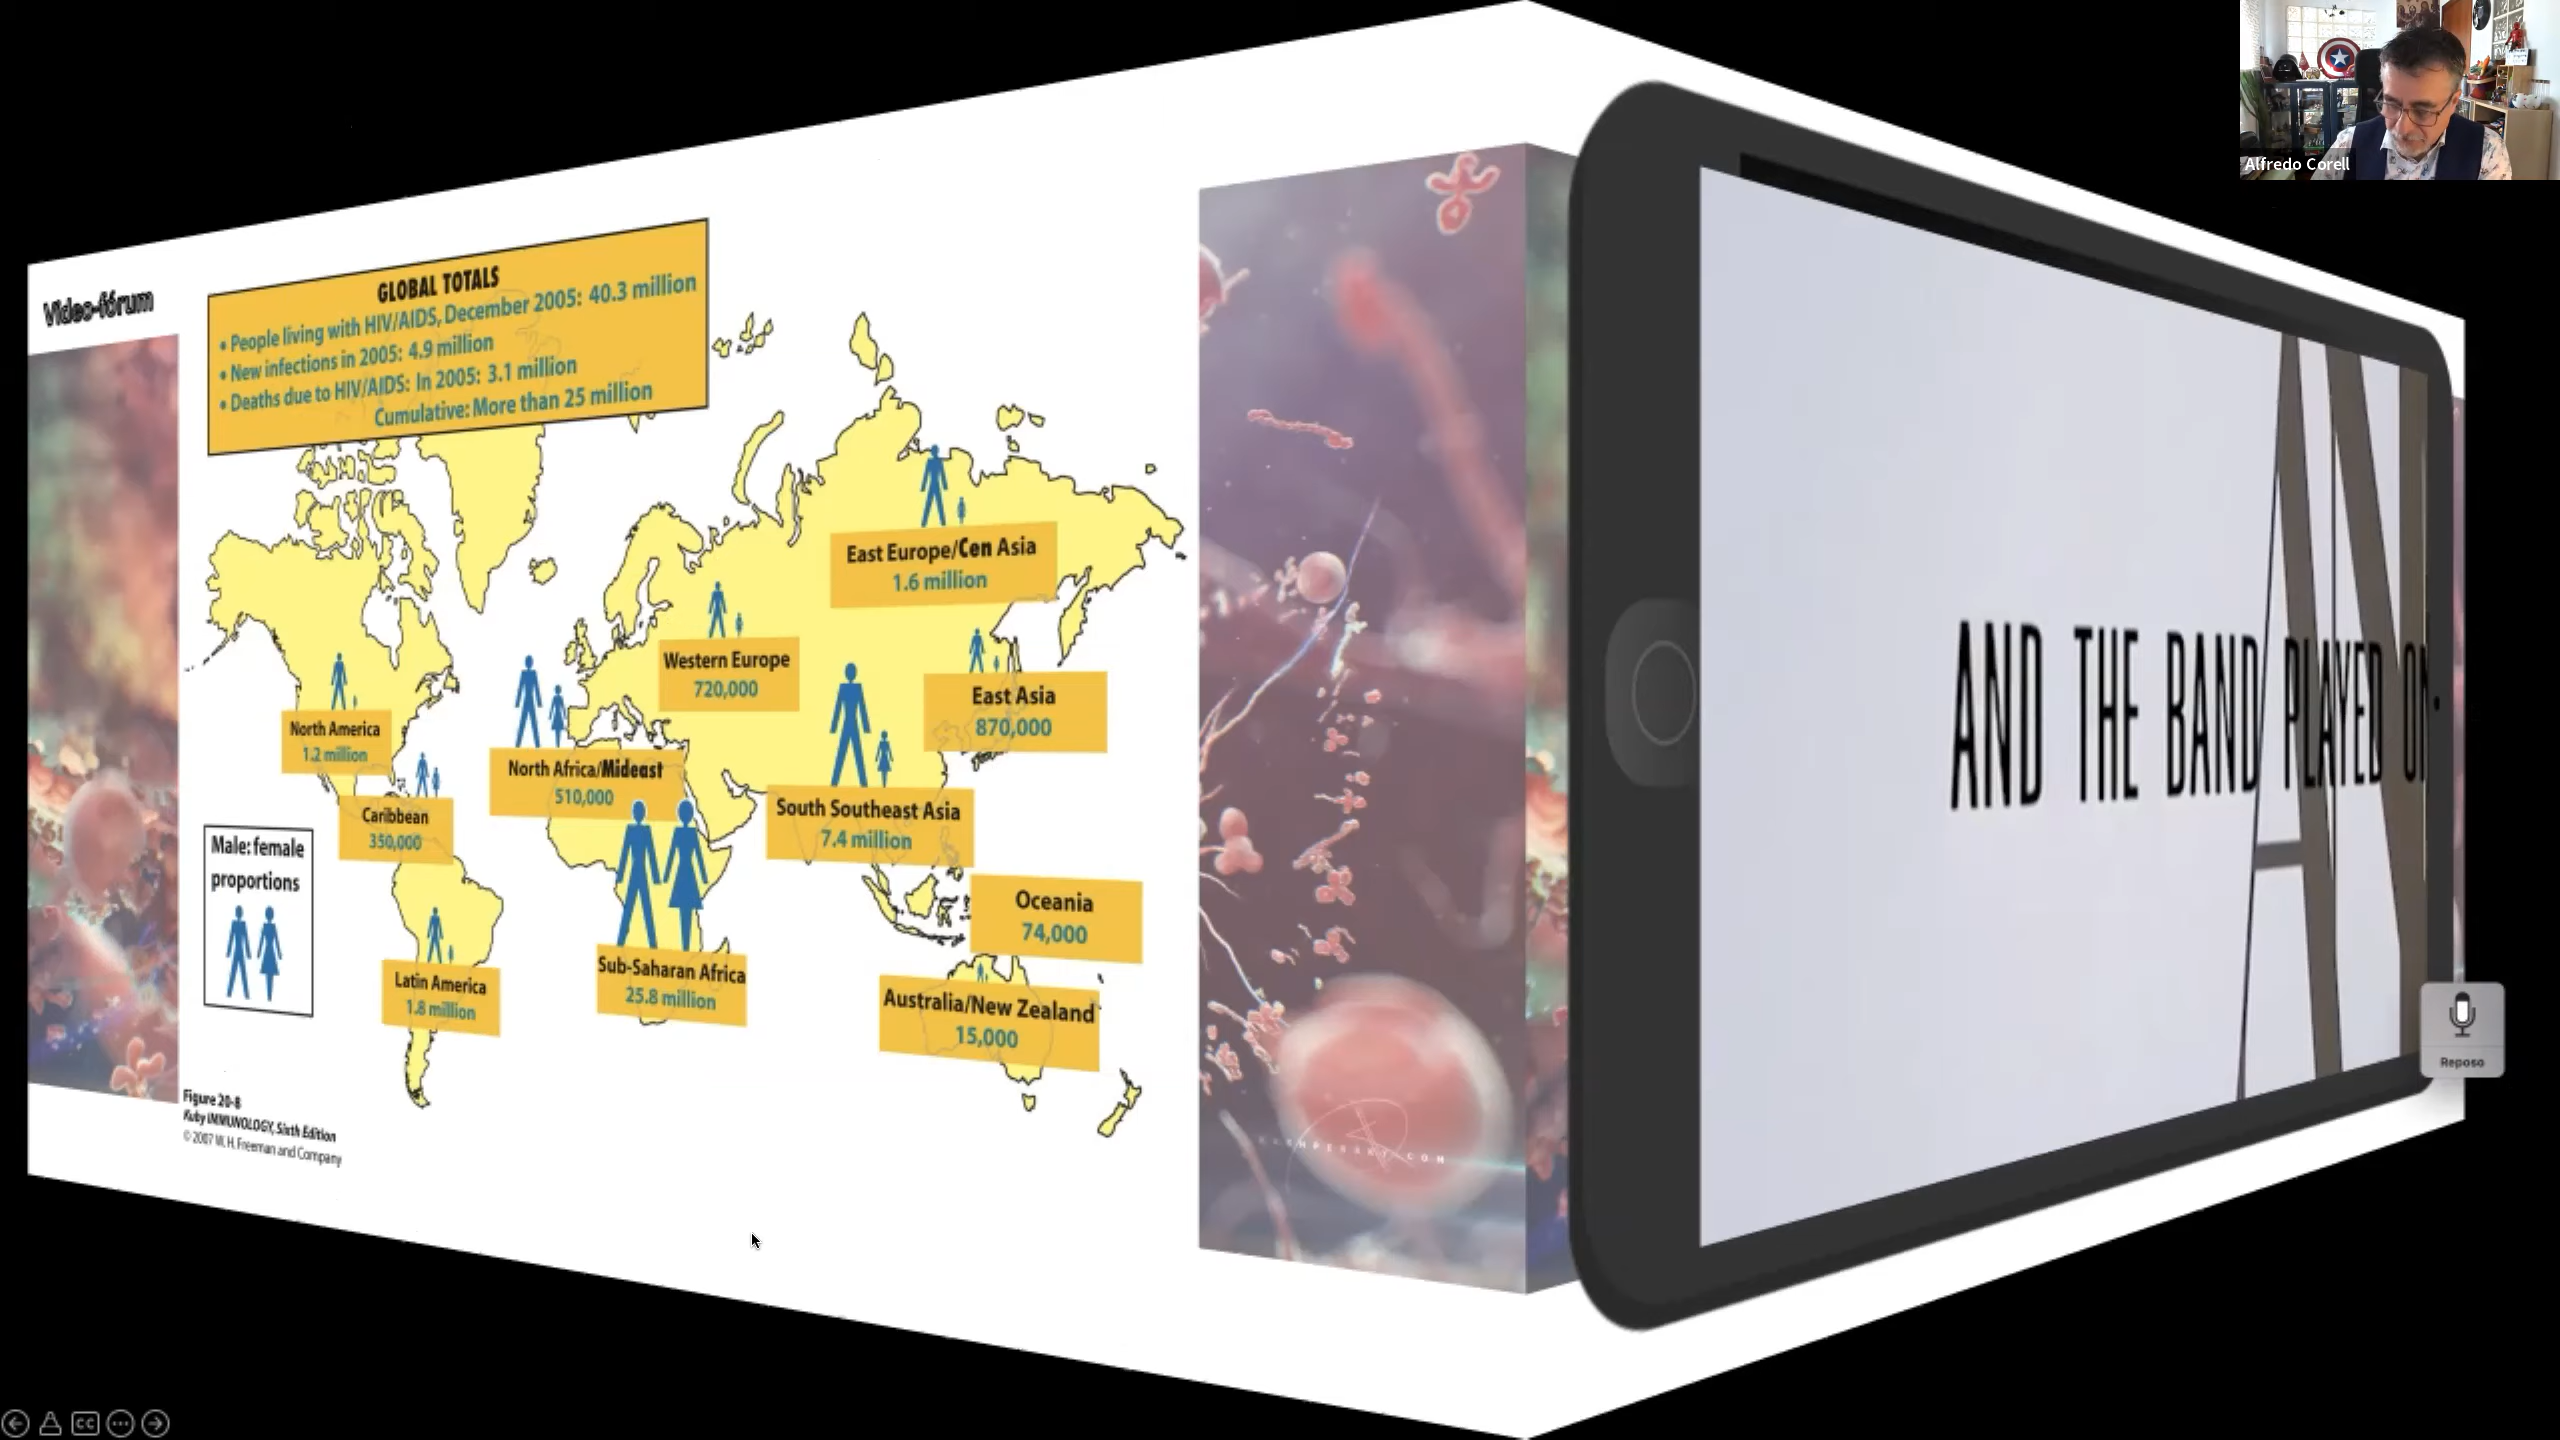 Alfredo Corell
Video-fórum
GLOBAL TOTALS
• People living with HIV/AIDS, December 2005: 40.3 million
• New infections in 2005: 4.9 million
• Deaths due to HIV/AIDS: In 2005: 3.1 million
Cumulative: More than 25 million
East Europe/Cen Asia
1.6 million
Western Europe
720,000
East Asia
870,000
North America
1.2 million
North Africa/Mideast
510,000
South Southeast Asia
7.4 million
Caribbean
350,000
Male: female
proportions
Oceania
74,000
Sub-Saharan Africa
25.8 million
Latin America
1.8 million
Australia/New Zealand
15,000
Figure 20-8
Kuby IMMUNOLOGY, Sixth Edition
© 2007 W. H. Freeman and Company
AND THE BAND PLAYED ON
Reposo
CC